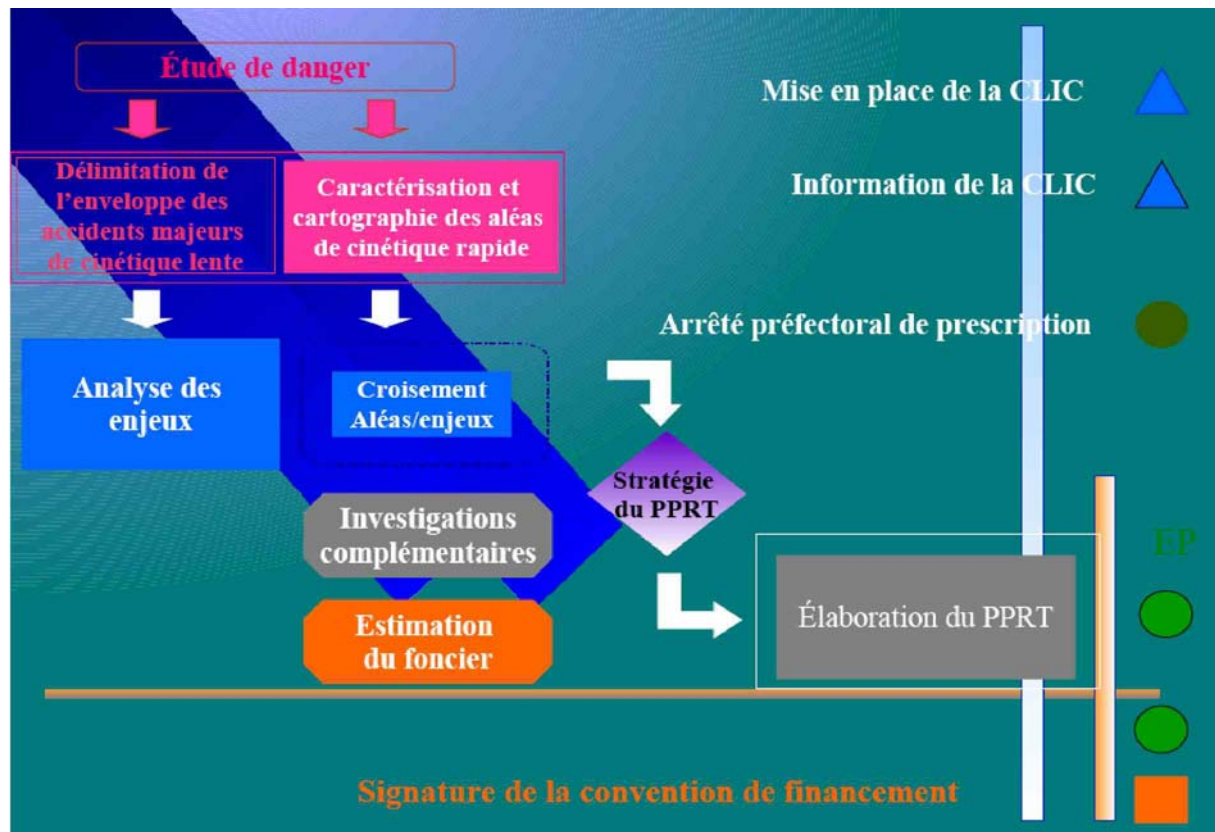 Étude de danger
Mise en place de la CLIC
Délimitation de
l’enveloppe des
accidents majeurs
de cinétique lente
Caractérisation et
cartographie des aléas
de cinétique rapide
Information de la CLIC
Arrêté préfectoral de prescription
Analyse des
enjeux
Croisement
Aléas/enjeux
Stratégie
du PPRT
Investigations
complémentaires
EP
Estimation
du foncier
Élaboration du PPRT
Signature de la convention de financement